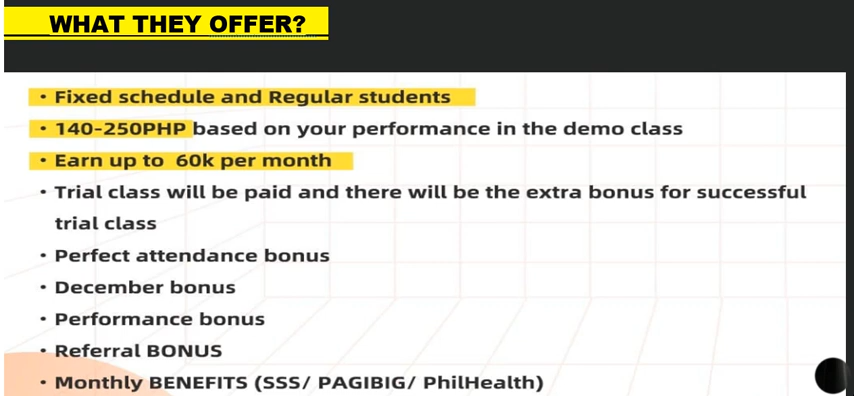 WHAT THEY OFFER?
• Fixed schedule and Regular students
• 140-250PHP based on your performance in the demo class
• Earn up to 60k per month
• Trial class will be paid and there will be the extra bonus for successful
trial class
• Perfect attendance bonus
• December bonus
• Performance bonus
• Referral BONUS
• Monthly BENEFITS (SSS/ PAGIBIG/ PhilHealth)